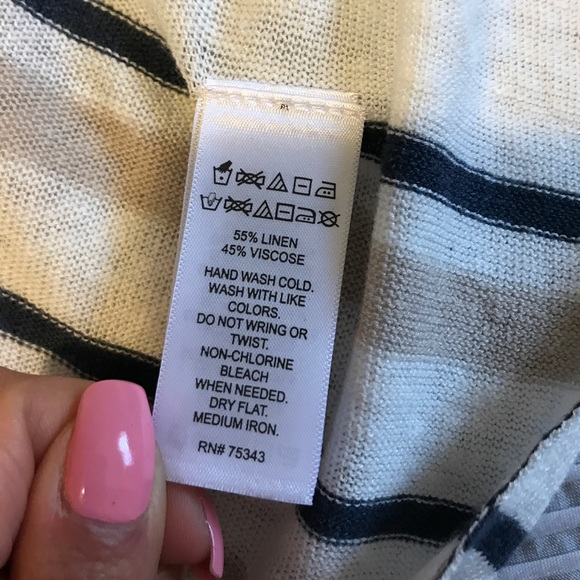 55% LINEN
45% VISCOSE
HAND WASH COLD.
WASH WITH LIKE
COLORS.
DO NOT WRING OR
TWIST.
NON-CHLORINE
BLEACH
WHEN NEEDED.
DRY FLAT.
MEDIUM IRON.
RN# 75343